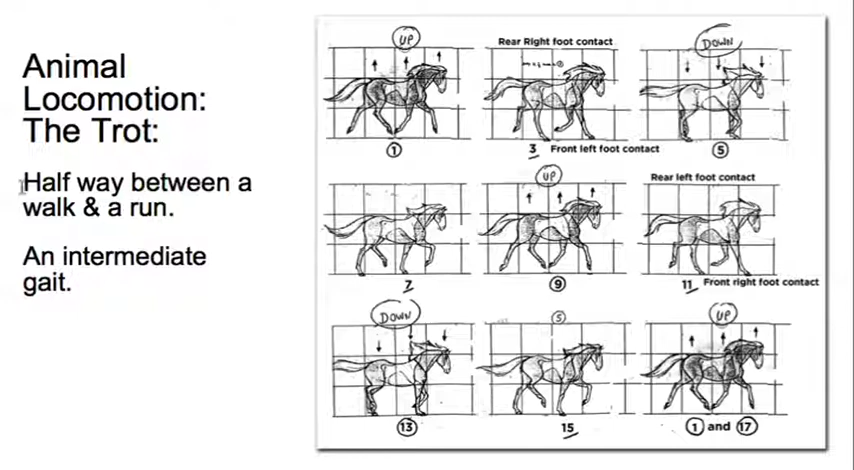 Animal
Locomotion:
The Trot:
Half way between a
walk & a run.
An intermediate
gait.
UP
Rear Right foot contact
DOWN
1
3 Front left foot contact
5
UP
Rear left foot contact
7
9
11 Front right foot contact
DOWN
S
UP
13
15
1 and 17